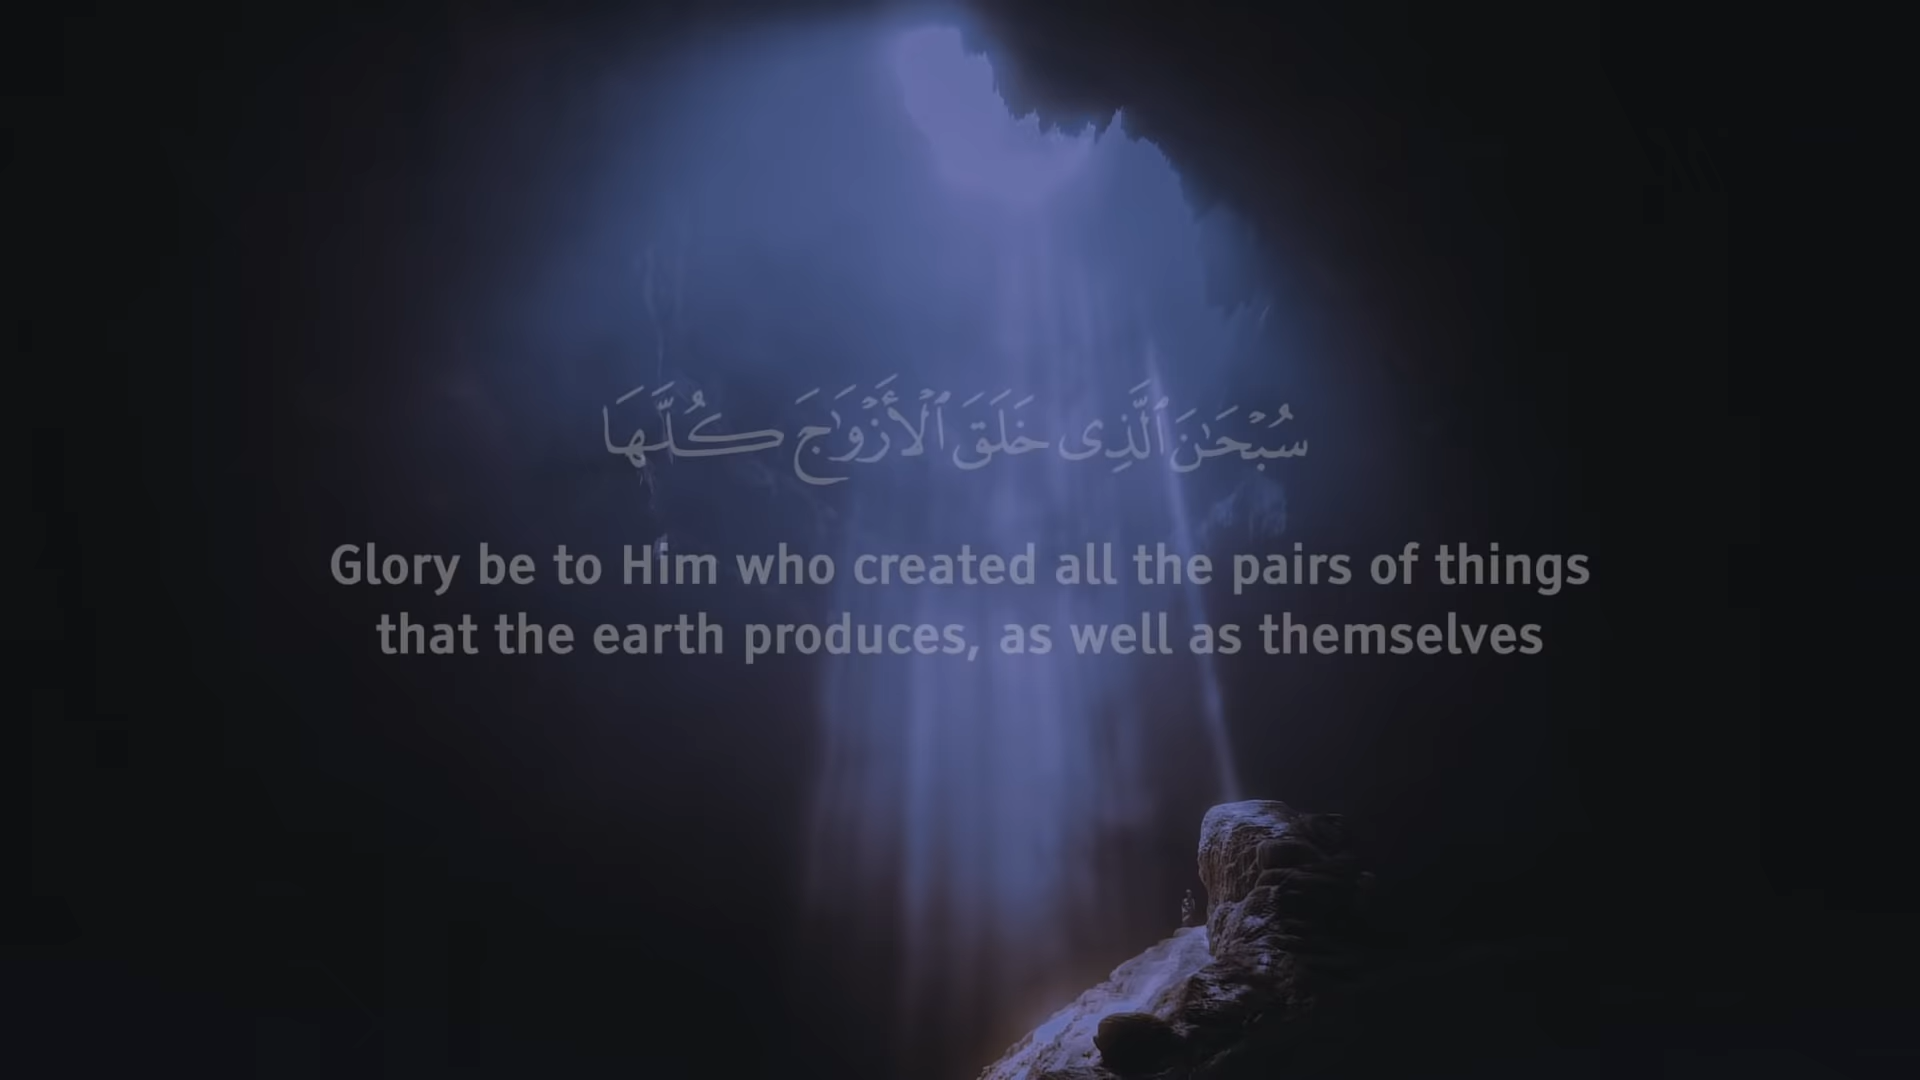 سُبْحَـٰنَ ٱلَّذِى خَلَقَ ٱلْأَزْوَٰجَ كُلَّهَا
Glory be to Him who created all the pairs of things
that the earth produces, as well as themselves